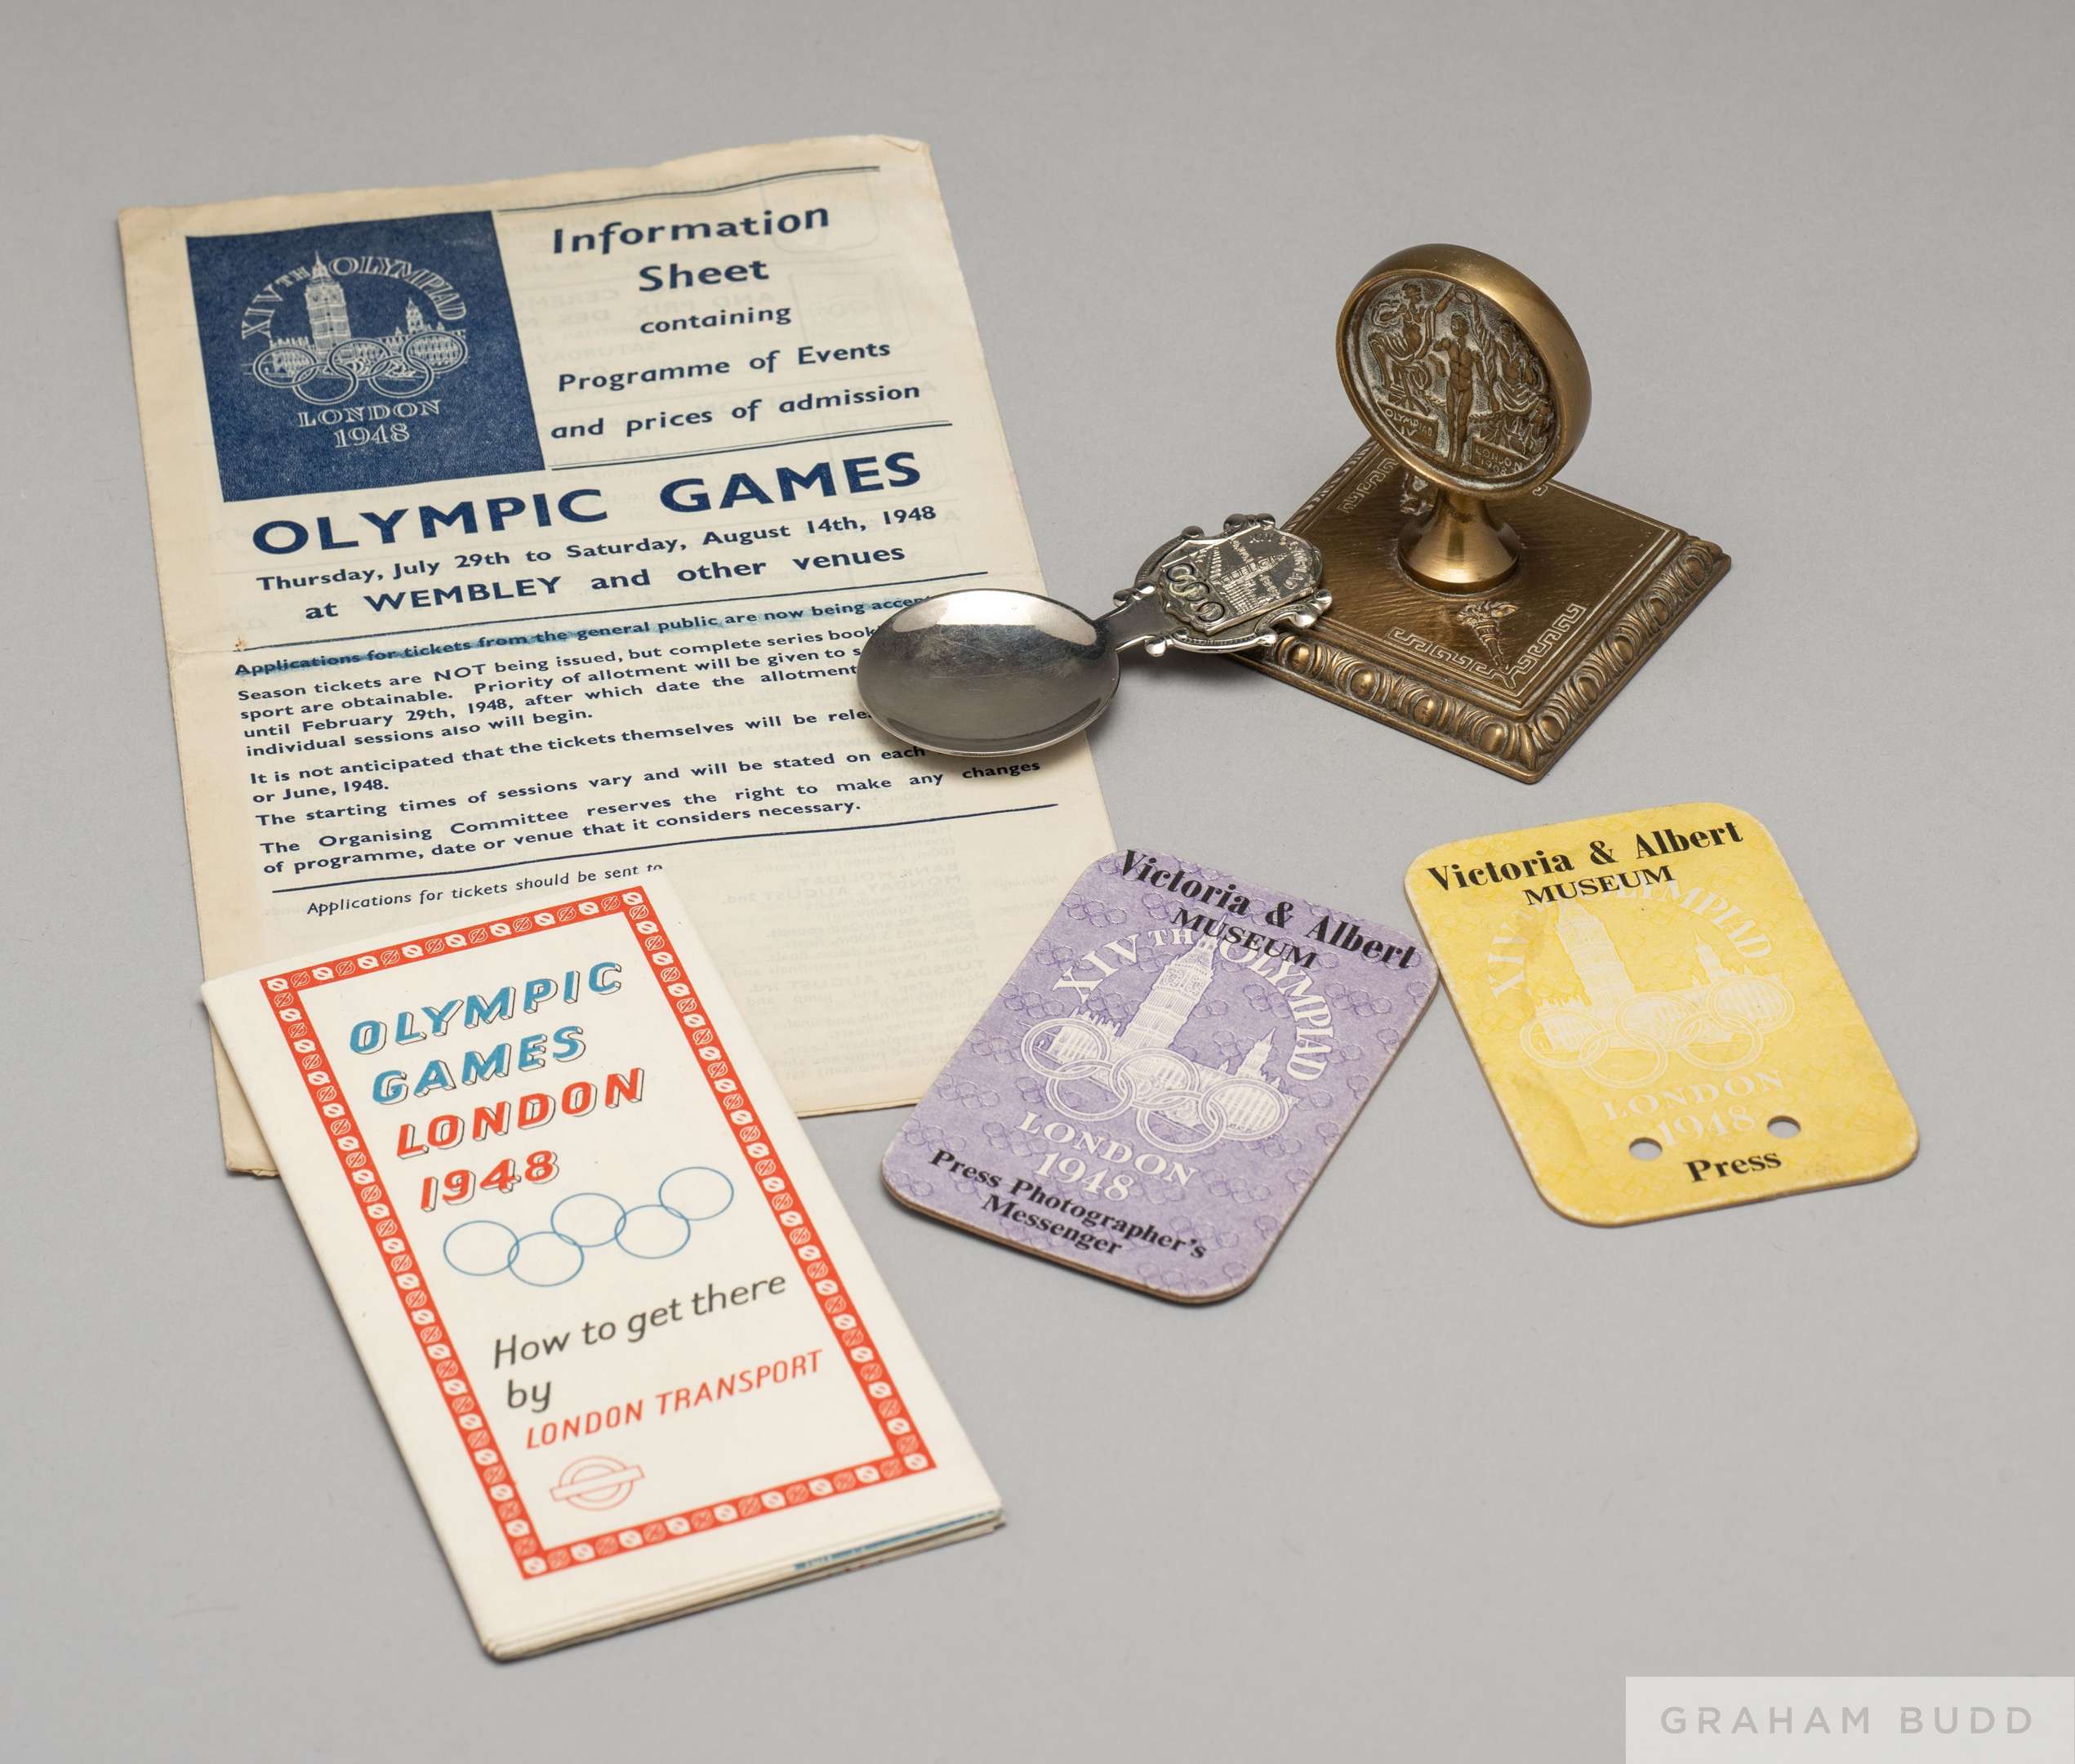 XIVTH OLYMPIAD
LONDON
1948
Information
Sheet
containing
Programme of Events
and prices of admission
OLYMPIC GAMES
Thursday, July 29th to Saturday, August 14th, 1948
at WEMBLEY and other venues
Applications for tickets from the general public are now being
Season tickets are NOT being issued, but complete series
sport are obtainable. Priority of allotment will be given to
until February 29th, 1948, after which date the allotment
individual sessions also will begin.
It is not anticipated that the tickets themselves will be
or June, 1948.
The starting times of sessions vary and will be stated on each
The Organising Committee reserves the right to make any changes
of programme, date or venue that it considers necessary.
Applications for tickets should be sent to
OLYMPIC
GAMES
LONDON
1948
How to get there
by
LONDON TRANSPORT
OLYMPIAD
LONDON
1908
Victoria & Albert
MUSEUM
XIVTH OLYMPIAD
LONDON
1948
Press Photographer's
Messenger
Victoria & Albert
MUSEUM
XIVTH OLYMPIAD
LONDON
1948
Press
GRAHAM BUDD